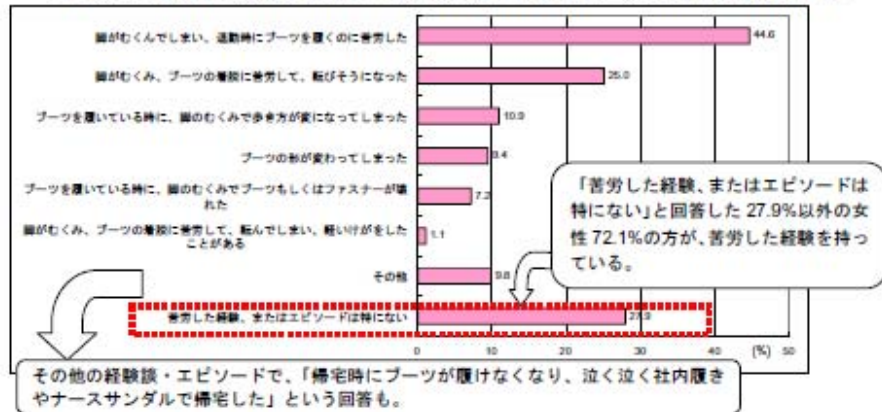 脚がむくんでしまい、退勤時にブーツを履くのに苦労した
44.6
脚がむくみ、ブーツの着脱に苦労して、転びそうになった
25.0
ブーツを履いている時に、脚のむくみで歩き方が変になってしまった
10.9
ブーツの形が変わってしまった
9.4
ブーツを履いている時に、脚のむくみでブーツもしくはファスナーが壊
れた
7.2
脚がむくみ、ブーツの着脱に苦労して、転んでしまい、軽いけがをした
ことがある
1.1
その他
9.8
苦労した経験、またはエピソードは特にない
27.9
0 10 20 30 40 (%) 50
「苦労した経験、またはエピソードは
特にない」と回答した 27.9%以外の女
性 72.1%の方が、苦労した経験を持っ
ている。
その他の経験談・エピソードで、「帰宅時にブーツが履けなくなり、泣く泣く社内履き
やナースサンダルで帰宅した」という回答も。